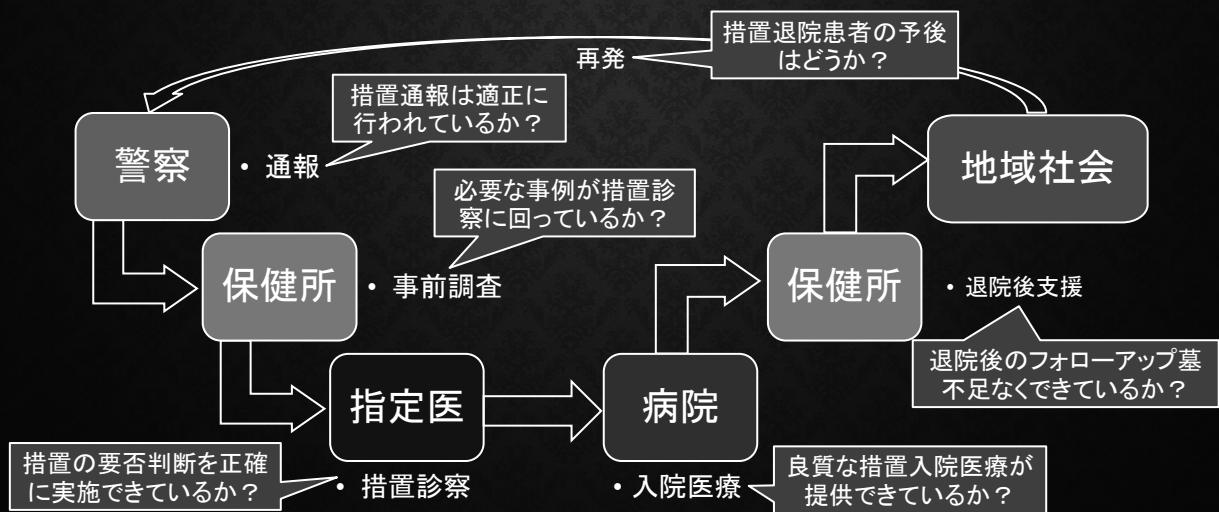 措置退院患者の予後
はどうか？
再発
措置通報は適正に
行われているか？
警察
• 通報
地域社会
必要な事例が措置診
察に回っているか？
保健所
• 事前調査
保健所
• 退院後支援
退院後のフォローアップ墓
不足なくできているか？
指定医
病院
措置の要否判断を正確
に実施できているか？
• 措置診察
• 入院医療
良質な措置入院医療が
提供できているか？